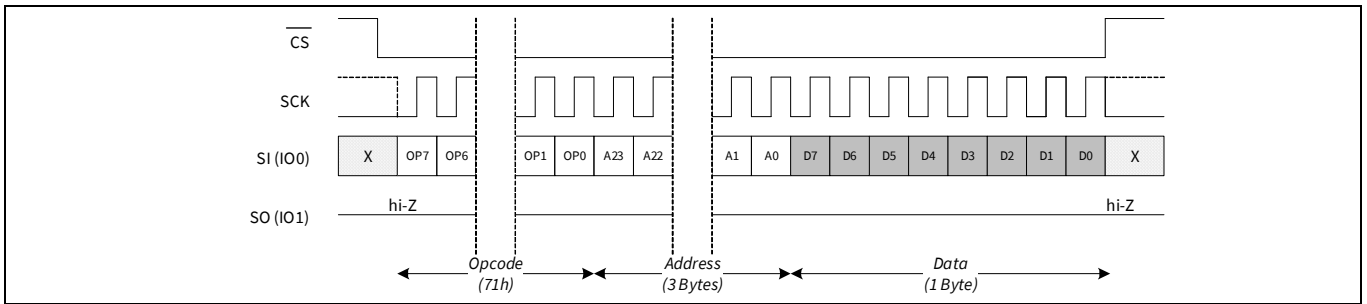 CS
SCK
SI (IO0) X OP7 OP6 OP1 OP0 A23 A22 A1 A0 D7 D6 D5 D4 D3 D2 D1 D0 X
hi-Z hi-Z
SO (IO1)
Opcode Address Data
(71h) (3 Bytes) (1 Byte)